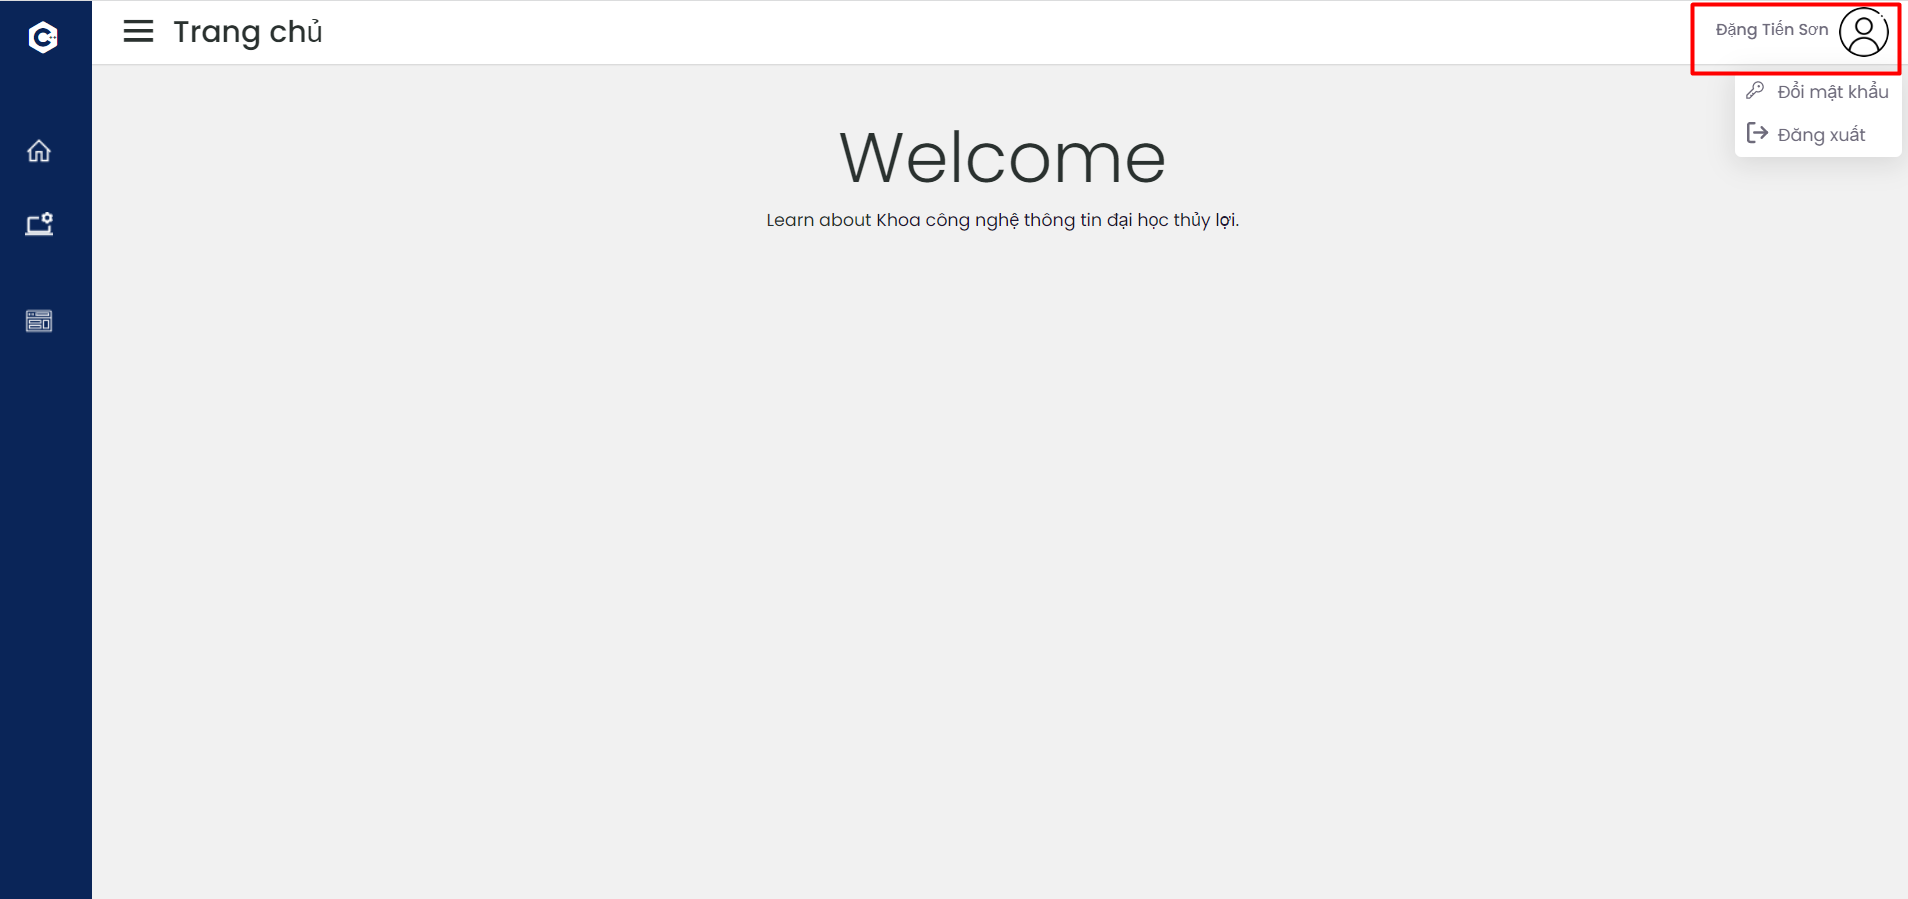 Trang chủ
Đặng Tiến Sơn
Đổi mật khẩu
Đăng xuất
Welcome
Learn about Khoa công nghệ thông tin đại học thủy lợi.